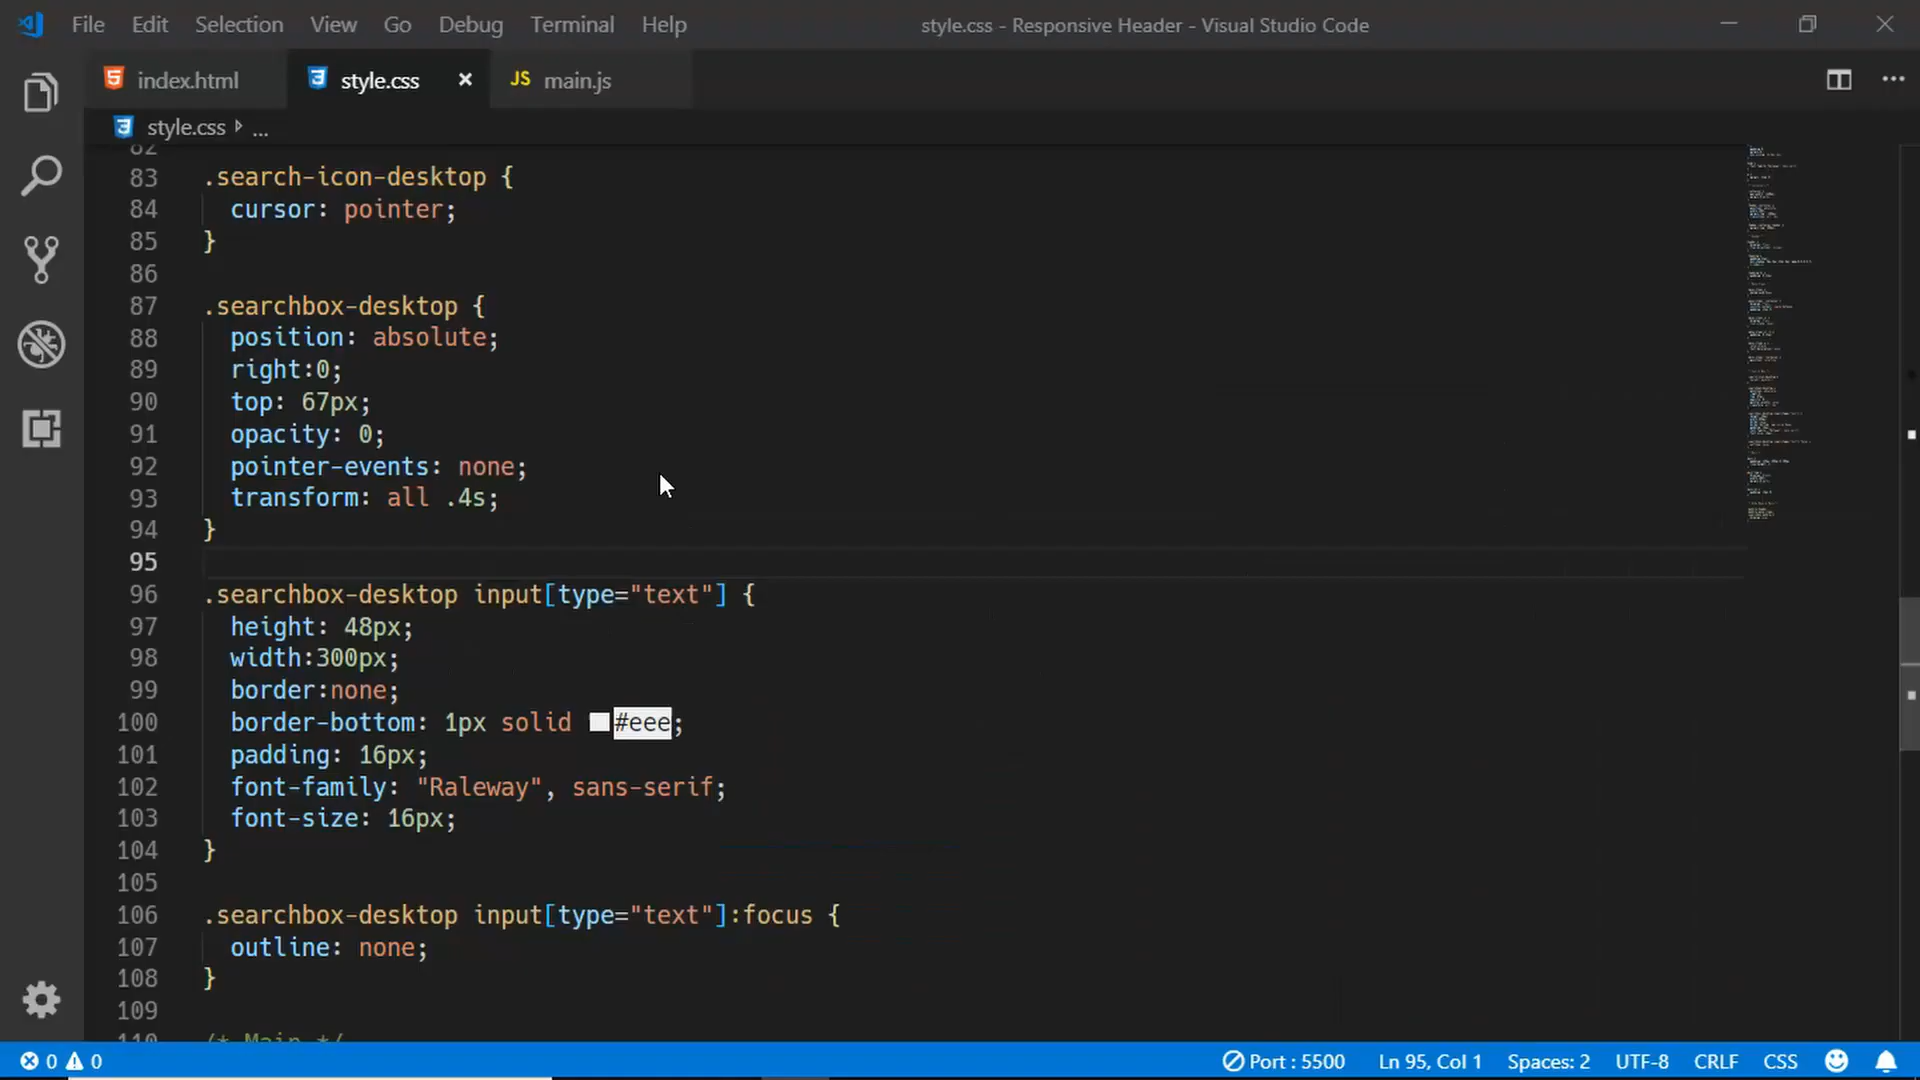 File Edit Selection View Go Debug Terminal Help style.css - Responsive Header - Visual Studio Code
index.html style.css × JS main.js
style.css ...
82
83 .search-icon-desktop {
84 cursor: pointer;
85 }
86
87 .searchbox-desktop {
88 position: absolute;
89 right:0;
90 top: 67px;
91 opacity: 0;
92 pointer-events: none;
93 transform: all .4s;
94 }
95
96 .searchbox-desktop input[type="text"] {
97 height: 48px;
98 width:300px;
99 border:none;
100 border-bottom: 1px solid #eee;
101 padding: 16px;
102 font-family: "Raleway", sans-serif;
103 font-size: 16px;
104 }
105
106 .searchbox-desktop input[type="text"]:focus {
107 outline: none;
108 }
109
110 /* Main */
0 0 Port : 5500 Ln 95, Col 1 Spaces: 2 UTF-8 CRLF CSS